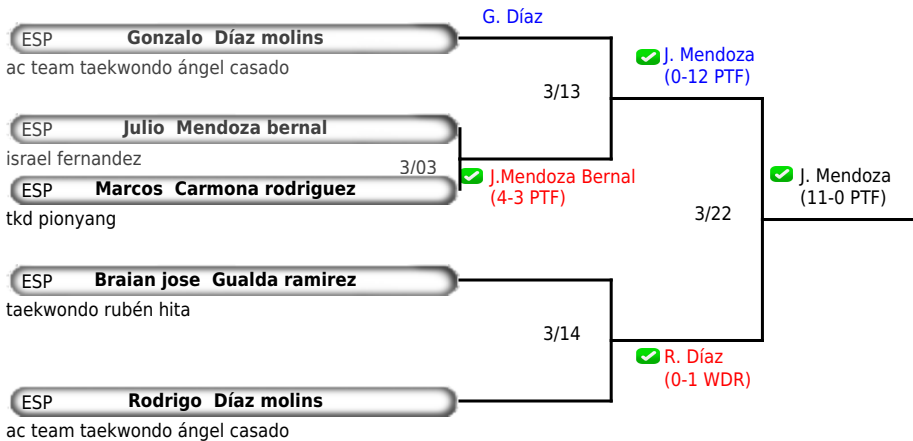 G. Díaz
ESP Gonzalo Díaz molins
ac team taekwondo ángel casado
J. Mendoza
(0-12 PTF)
3/13
ESP Julio Mendoza bernal
israel fernandez
3/03
J.Mendoza Bernal
(4-3 PTF)
ESP Marcos Carmona rodriguez
tkd pionyang
J. Mendoza
(11-0 PTF)
3/22
ESP Braian jose Gualda ramirez
taekwondo rubén hita
3/14
R. Díaz
(0-1 WDR)
ESP Rodrigo Díaz molins
ac team taekwondo ángel casado